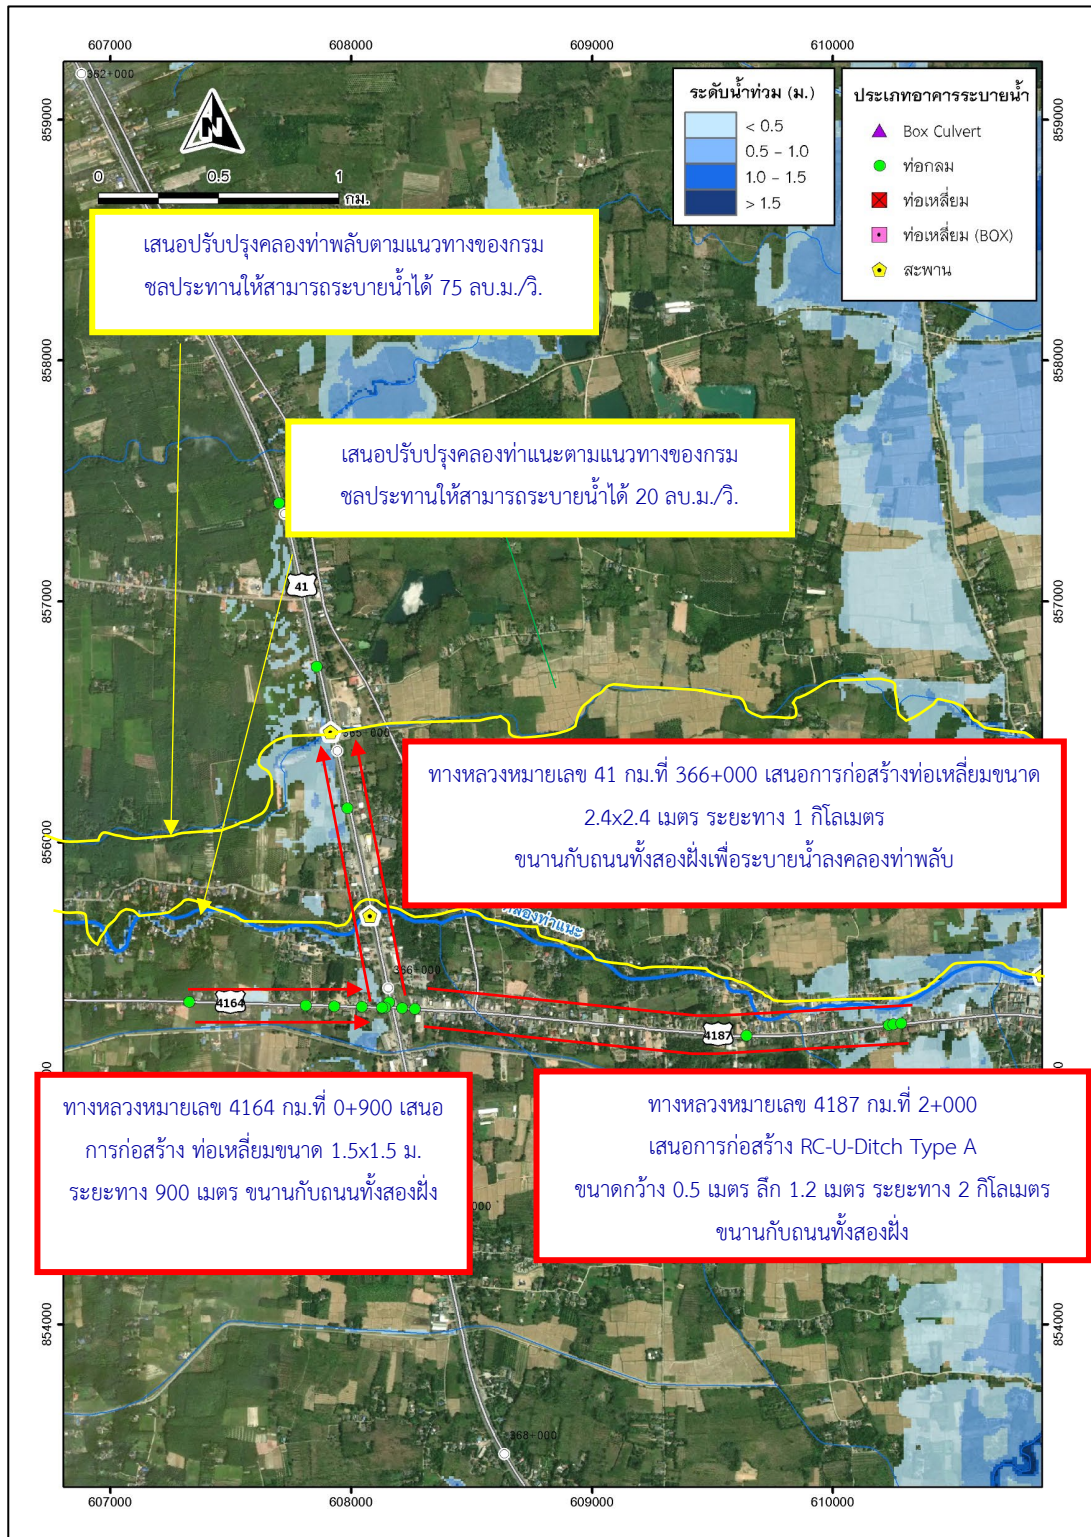 607000
608000
609000
610000
362+000
859000
859000
N
0
0.5
1
กม.
ระดับน้ำท่วม (ม.)
< 0.5
0.5 - 1.0
1.0 - 1.5
> 1.5
ประเภทอาคารระบายน้ำ
Box Culvert
ท่อกลม
ท่อเหลี่ยม
ท่อเหลี่ยม (BOX)
สะพาน
เสนอปรับปรุงคลองท่าพลับตามแนวทางของกรม
ชลประทานให้สามารถระบายน้ำได้ 75 ลบ.ม./วิ.
858000
858000
เสนอปรับปรุงคลองท่าแนะตามแนวทางของกรม
ชลประทานให้สามารถระบายน้ำได้ 20 ลบ.ม./วิ.
41
857000
857000
365+000
ทางหลวงหมายเลข 41 กม.ที่ 366+000 เสนอการก่อสร้างท่อเหลี่ยมขนาด
2.4x2.4 เมตร ระยะทาง 1 กิโลเมตร
ขนานกับถนนทั้งสองฝั่งเพื่อระบายน้ำลงคลองท่าพลับ
856000
856000
คลองท่าแนะ
366+000
4164
4187
ทางหลวงหมายเลข 4164 กม.ที่ 0+900 เสนอ
การก่อสร้าง ท่อเหลี่ยมขนาด 1.5x1.5 ม.
ระยะทาง 900 เมตร ขนานกับถนนทั้งสองฝั่ง
ทางหลวงหมายเลข 4187 กม.ที่ 2+000
เสนอการก่อสร้าง RC-U-Ditch Type A
ขนาดกว้าง 0.5 เมตร ลึก 1.2 เมตร ระยะทาง 2 กิโลเมตร
ขนานกับถนนทั้งสองฝั่ง
854000
854000
368+000
607000
608000
609000
610000